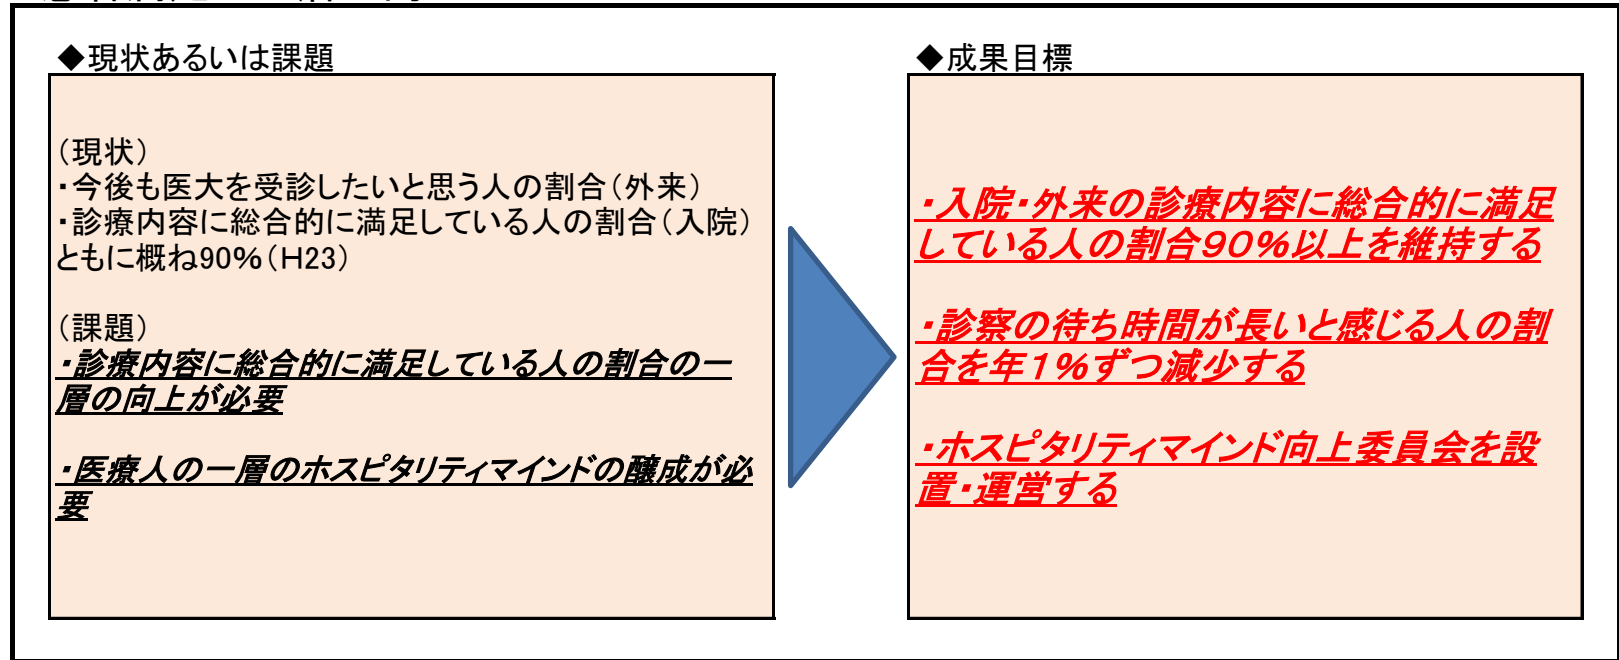 ◆現状あるいは課題
(現状)
・今後も医大を受診したいと思う人の割合(外来)
・診療内容に総合的に満足している人の割合(入院)
ともに概ね90%(H23)
(課題)
・診療内容に総合的に満足している人の割合の一
層の向上が必要
・医療人の一層のホスピタリティマインドの醸成が必
要
◆成果目標
・入院・外来の診療内容に総合的に満足
している人の割合90%以上を維持する
・診察の待ち時間が長いと感じる人の割
合を年1%ずつ減少する
・ホスピタリティマインド向上委員会を設
置・運営する